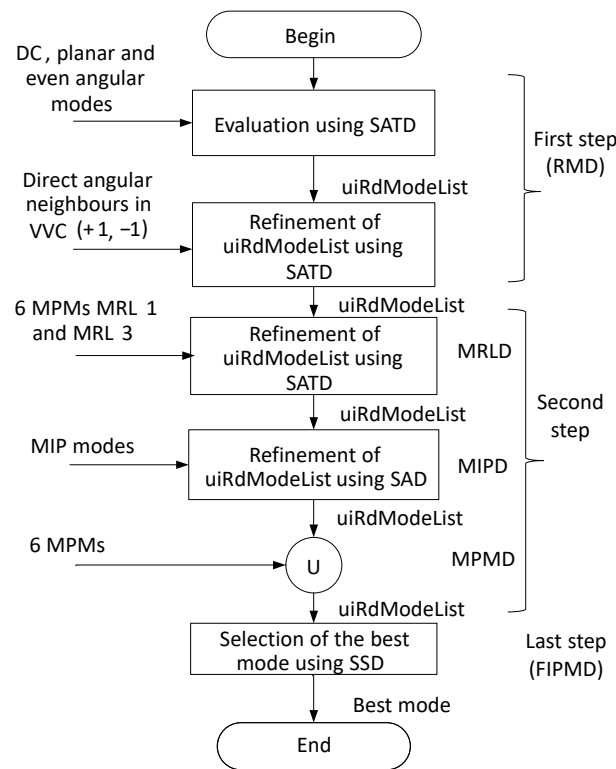 Begin
DC, planar and
even angular
modes
Evaluation using SATD
First step
(RMD)
uiRdModeList
Direct angular
neighbours in
VVC (+1, −1)
Refinement of
uiRdModeList using
SATD
uiRdModeList
6 MPMs MRL 1
and MRL 3
Refinement of
uiRdModeList using
SATD
MRLD
uiRdModeList
Second
step
MIP modes
Refinement of
uiRdModeList using SAD
MIPD
uiRdModeList
6 MPMs
U
MPMD
uiRdModeList
Selection of the best
mode using SSD
Last step
(FIPMD)
Best mode
End